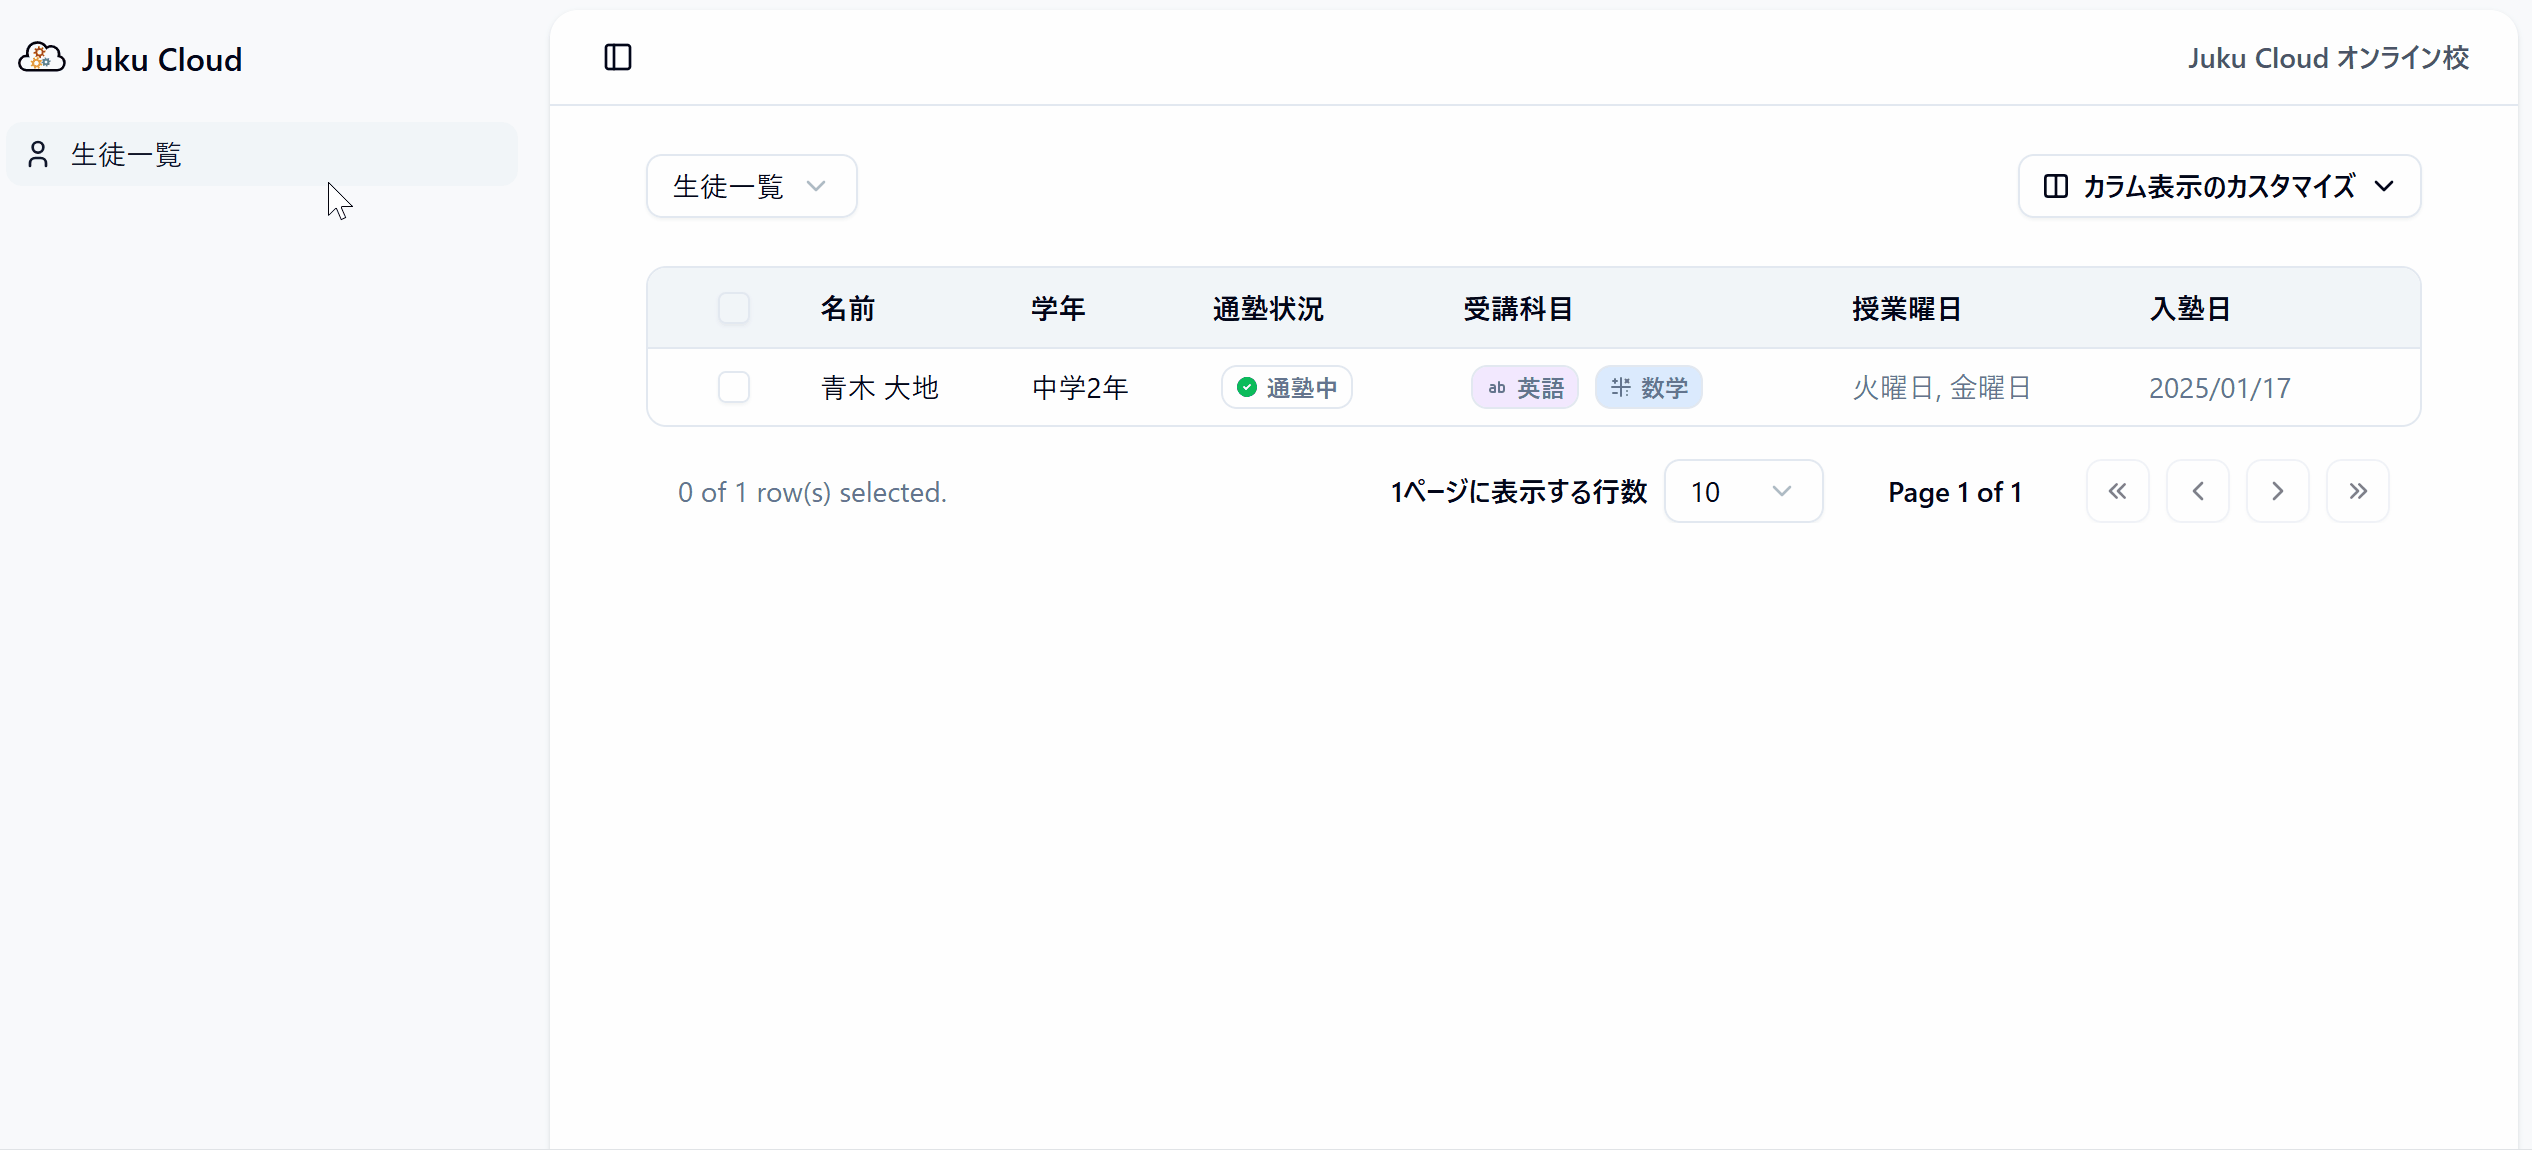 Juku Cloud
生徒一覧
Juku Cloud オンライン校
生徒一覧
カラム表示のカスタマイズ
名前 学年 通塾状況 受講科目 授業曜日 入塾日
青木 大地 中学2年 通塾中 ab 英語 数学 火曜日, 金曜日 2025/01/17
0 of 1 row(s) selected.
1ページに表示する行数 10 Page 1 of 1